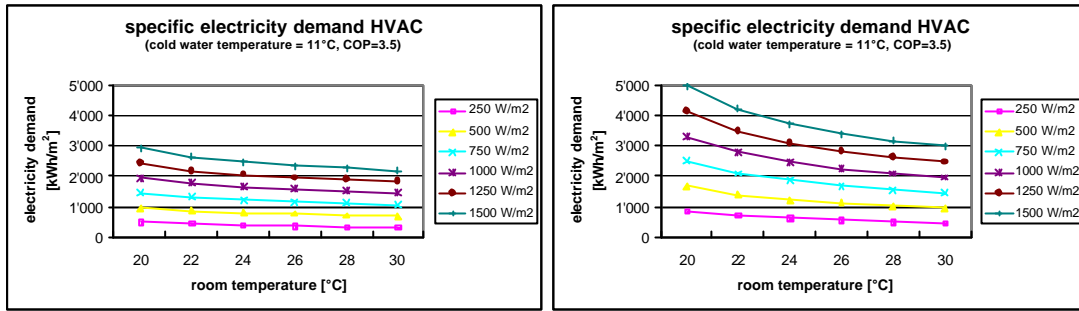 specific electricity demand HVAC
(cold water temperature = 11°C, COP=3.5)
electricity demand
[kWh/m²]
5'000
4'000
3'000
2'000
1'000
0
20 22 24 26 28 30
room temperature [°C]
250 W/m2
500 W/m2
750 W/m2
1000 W/m2
1250 W/m2
1500 W/m2
specific electricity demand HVAC
(cold water temperature = 11°C, COP=3.5)
electricity demand
[kWh/m²]
5'000
4'000
3'000
2'000
1'000
0
20 22 24 26 28 30
room temperature [°C]
250 W/m2
500 W/m2
750 W/m2
1000 W/m2
1250 W/m2
1500 W/m2